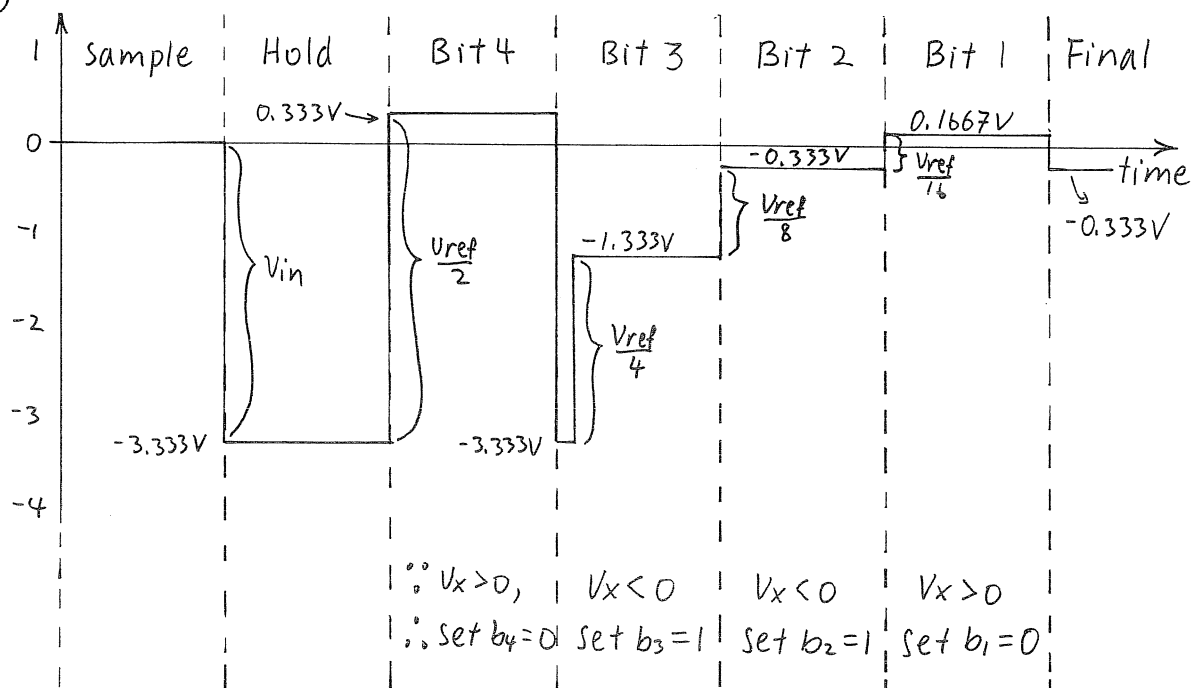 1
Sample
Hold
Bit 4
Bit 3
Bit 2
Bit 1
Final
0.333V
0.1667V
0
-0.333V
Vref/16
time
Vref/8
-0.333V
-1
-1.333V
Vref/2
Vin
-2
Vref/4
-3
-3.333V
-3.333V
-4
∵ Vx>0,
Vx<0
Vx<0
Vx>0
∴ set b4=0
set b3=1
set b2=1
set b1=0